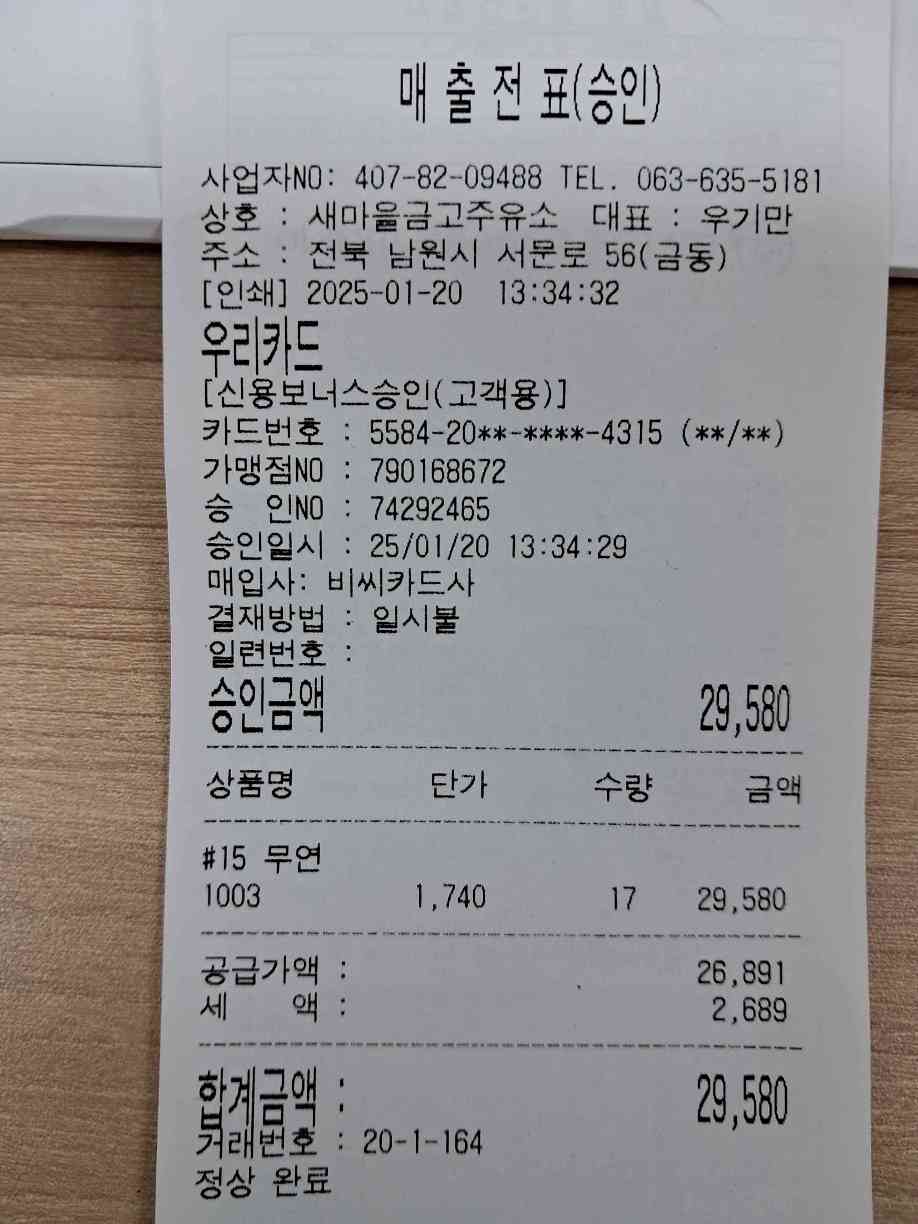 매 출 전 표(승인)
사업자NO: 407-82-09488 TEL. 063-635-5181
상호 : 새마을금고주유소 대표 : 우기만
주소 : 전북 남원시 서문로 56(금동)
[인쇄] 2025-01-20 13:34:32
우리카드
[신용보너스승인(고객용)]
카드번호 : 5584-20**-****-4315 (**/**)
가맹점NO : 790168672
승 인NO : 74292465
승인일시 : 25/01/20 13:34:29
매입사: 비씨카드사
결재방법 : 일시불
일련번호 :
승인금액 29,580
상품명 단가 수량 금액
#15 무연
1003 1,740 17 29,580
공급가액 : 26,891
세 액 : 2,689
합계금액 : 29,580
거래번호 : 20-1-164
정상 완료